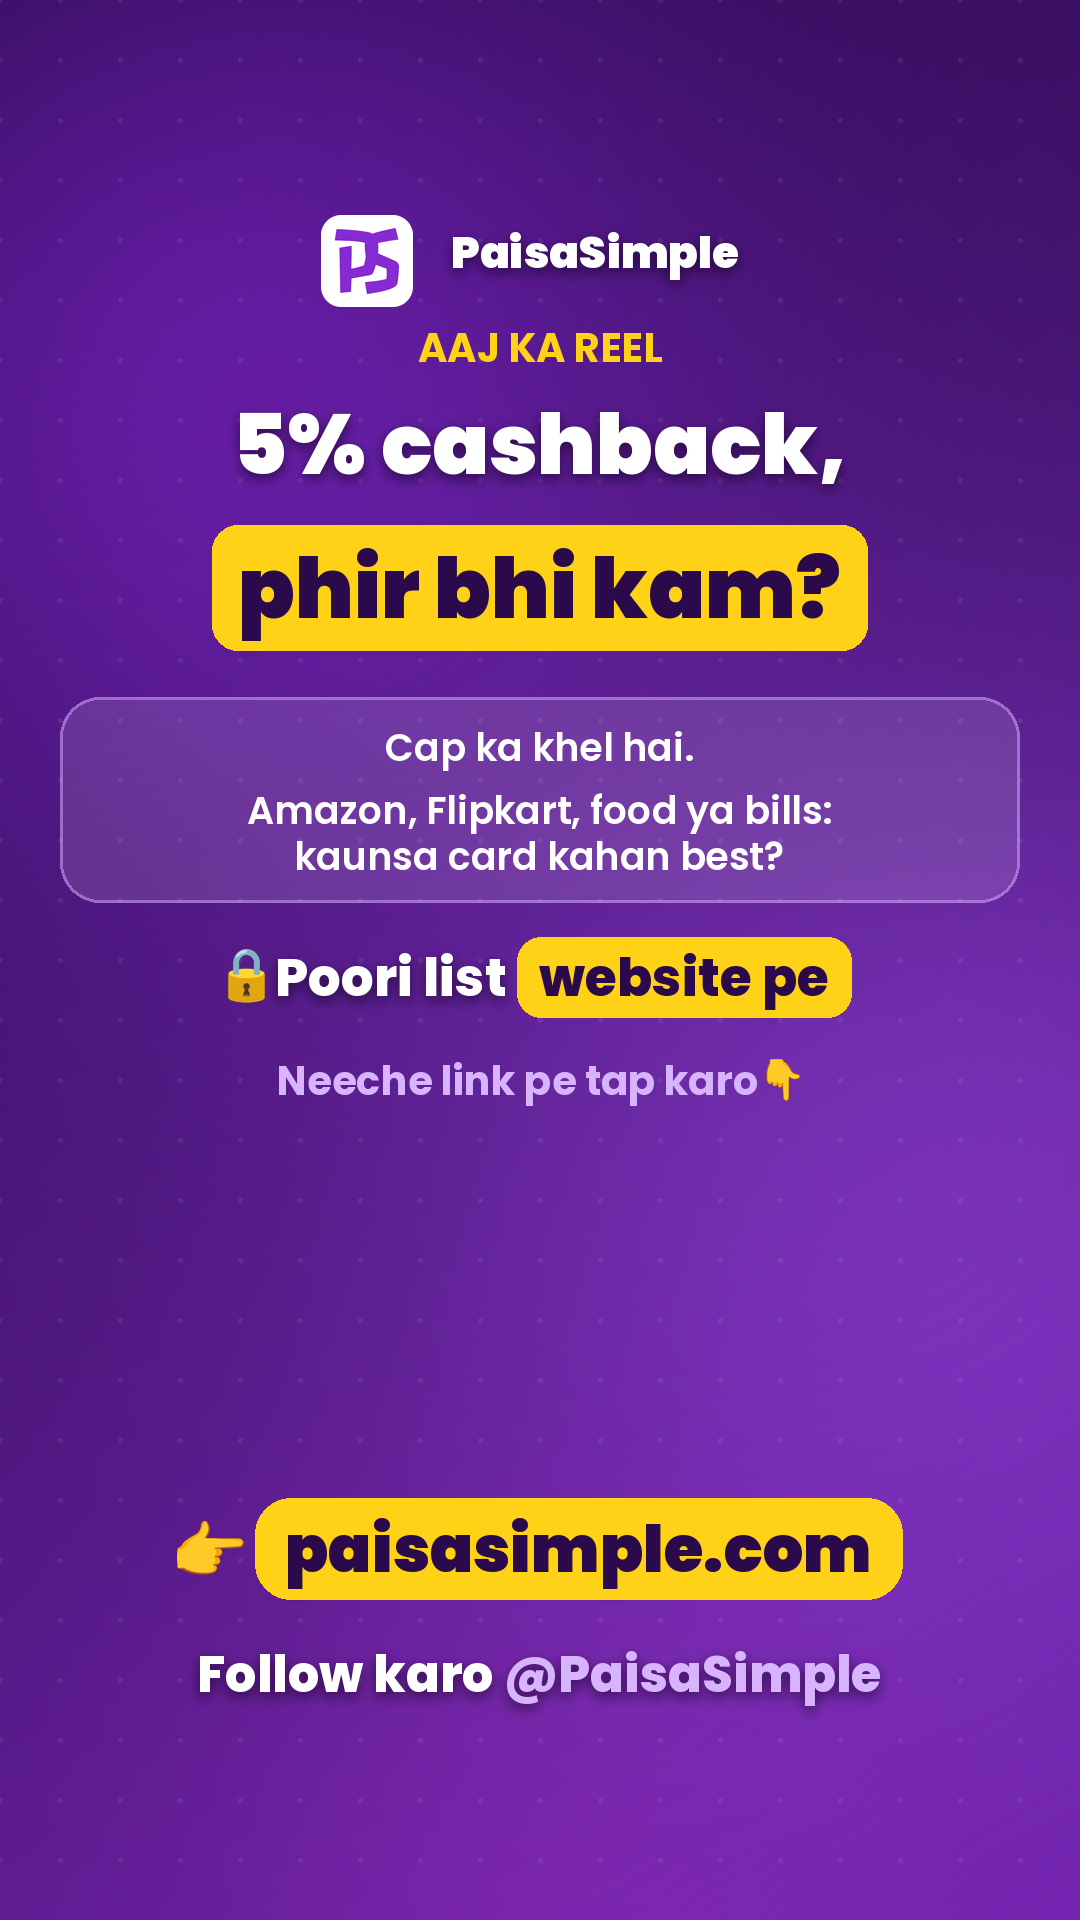 PS PaisaSimple
AAJ KA REEL
5% cashback,
phir bhi kam?
Cap ka khel hai.
Amazon, Flipkart, food ya bills:
kaunsa card kahan best?
🔒Poori list website pe
Neeche link pe tap karo👇
👉 paisasimple.com
Follow karo @PaisaSimple